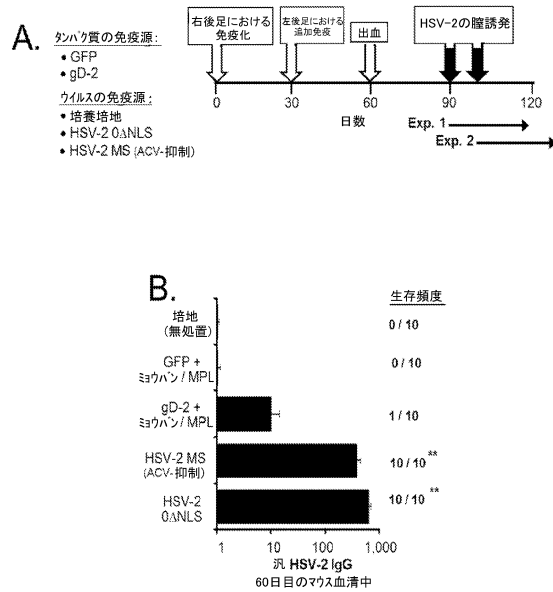 A.
タンパク質の免疫源:
• GFP
• gD-2
ウイルスの免疫源:
• 培養培地
• HSV-2 0ΔNLS
• HSV-2 MS (ACV-抑制)
右後足における
免疫化
左後足における
追加免疫
出血
HSV-2の膣誘発
0 30 60 90 120
日数
Exp. 1
Exp. 2
B.
生存頻度
培地
(無処置)
0 / 10
GFP +
ミョウバン / MPL
0 / 10
gD-2 +
ミョウバン / MPL
1 / 10
HSV-2 MS
(ACV-抑制)
10 / 10**
HSV-2
0ΔNLS
10 / 10**
1 10 100 1,000
汎 HSV-2 IgG
60日目のマウス血清中